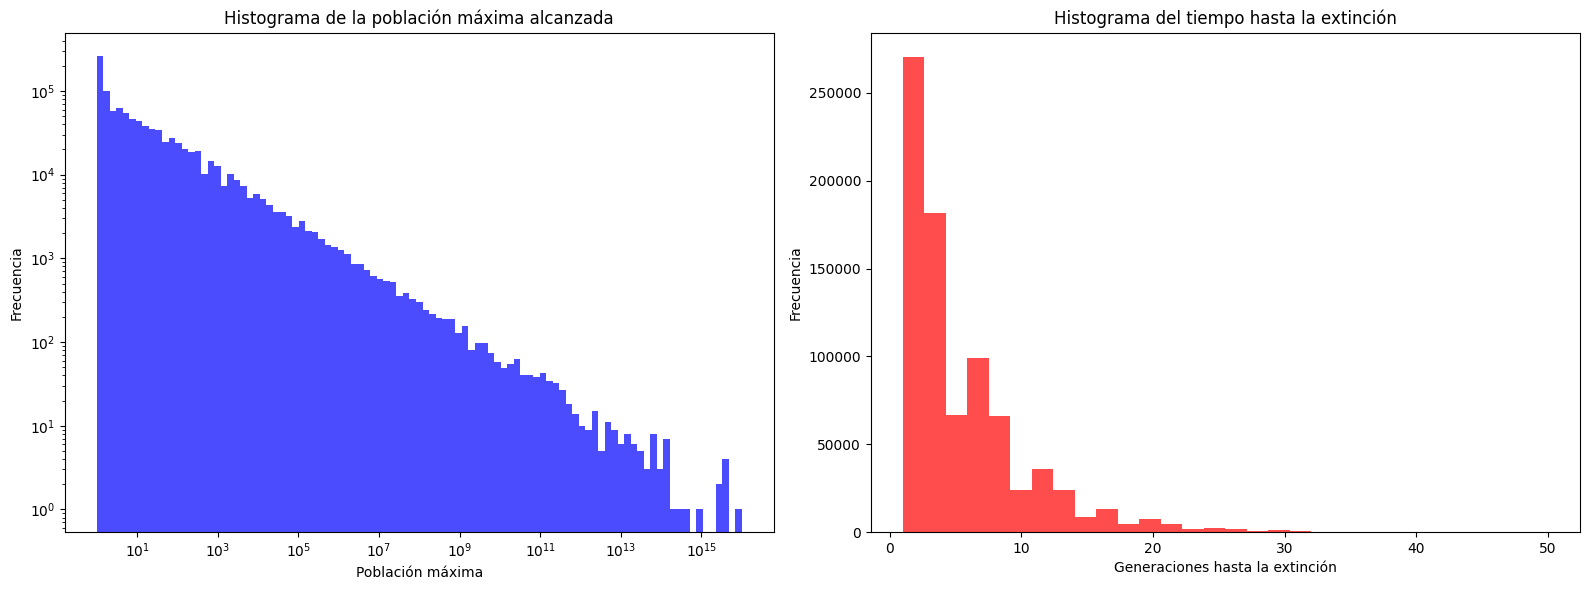 Histograma de la población máxima alcanzada
Frecuencia
10^5
10^4
10^3
10^2
10^1
10^0
10^1 10^3 10^5 10^7 10^9 10^11 10^13 10^15
Población máxima
Histograma del tiempo hasta la extinción
Frecuencia
250000
200000
150000
100000
50000
0
0 10 20 30 40 50
Generaciones hasta la extinción